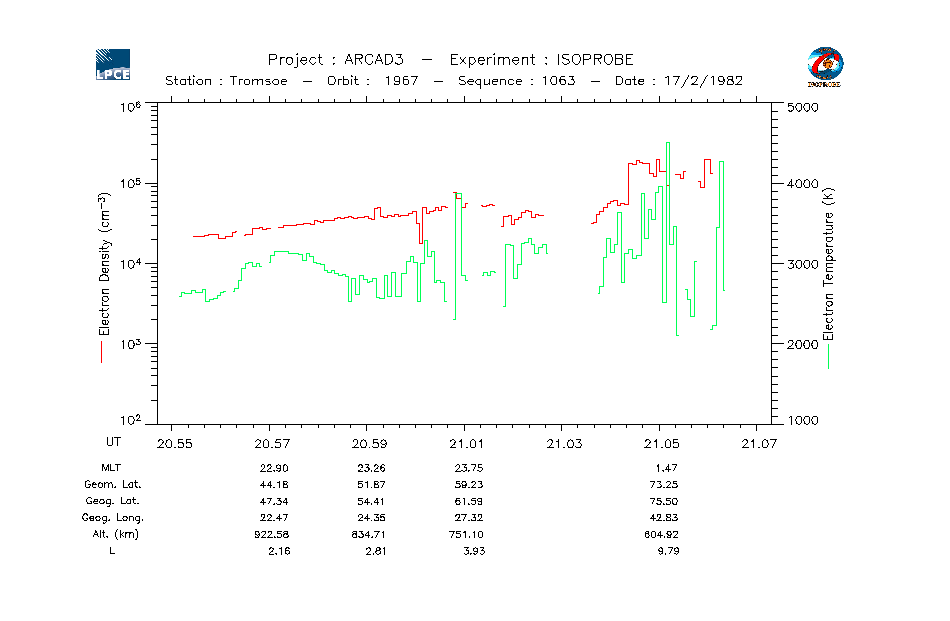 LPCE
Project : ARCAD3 — Experiment : ISOPROBE
ISOPROBE
Station : Tromsoe — Orbit : 1967 — Sequence : 1063 — Date : 17/2/1982
10^6
10^5
10^4
10^3
10^2
Electron Density (cm^-3)
5000
4000
3000
2000
1000
Electron Temperature (K)
UT 20.55 20.57 20.59 21.01 21.03 21.05 21.07
MLT 22.90 23.26 23.75 1.47
Geom. Lat. 44.18 51.87 59.23 73.25
Geog. Lat. 47.34 54.41 61.59 75.50
Geog. Long. 22.47 24.35 27.32 42.83
Alt. (km) 922.58 834.71 751.10 604.92
L 2.16 2.81 3.93 9.79